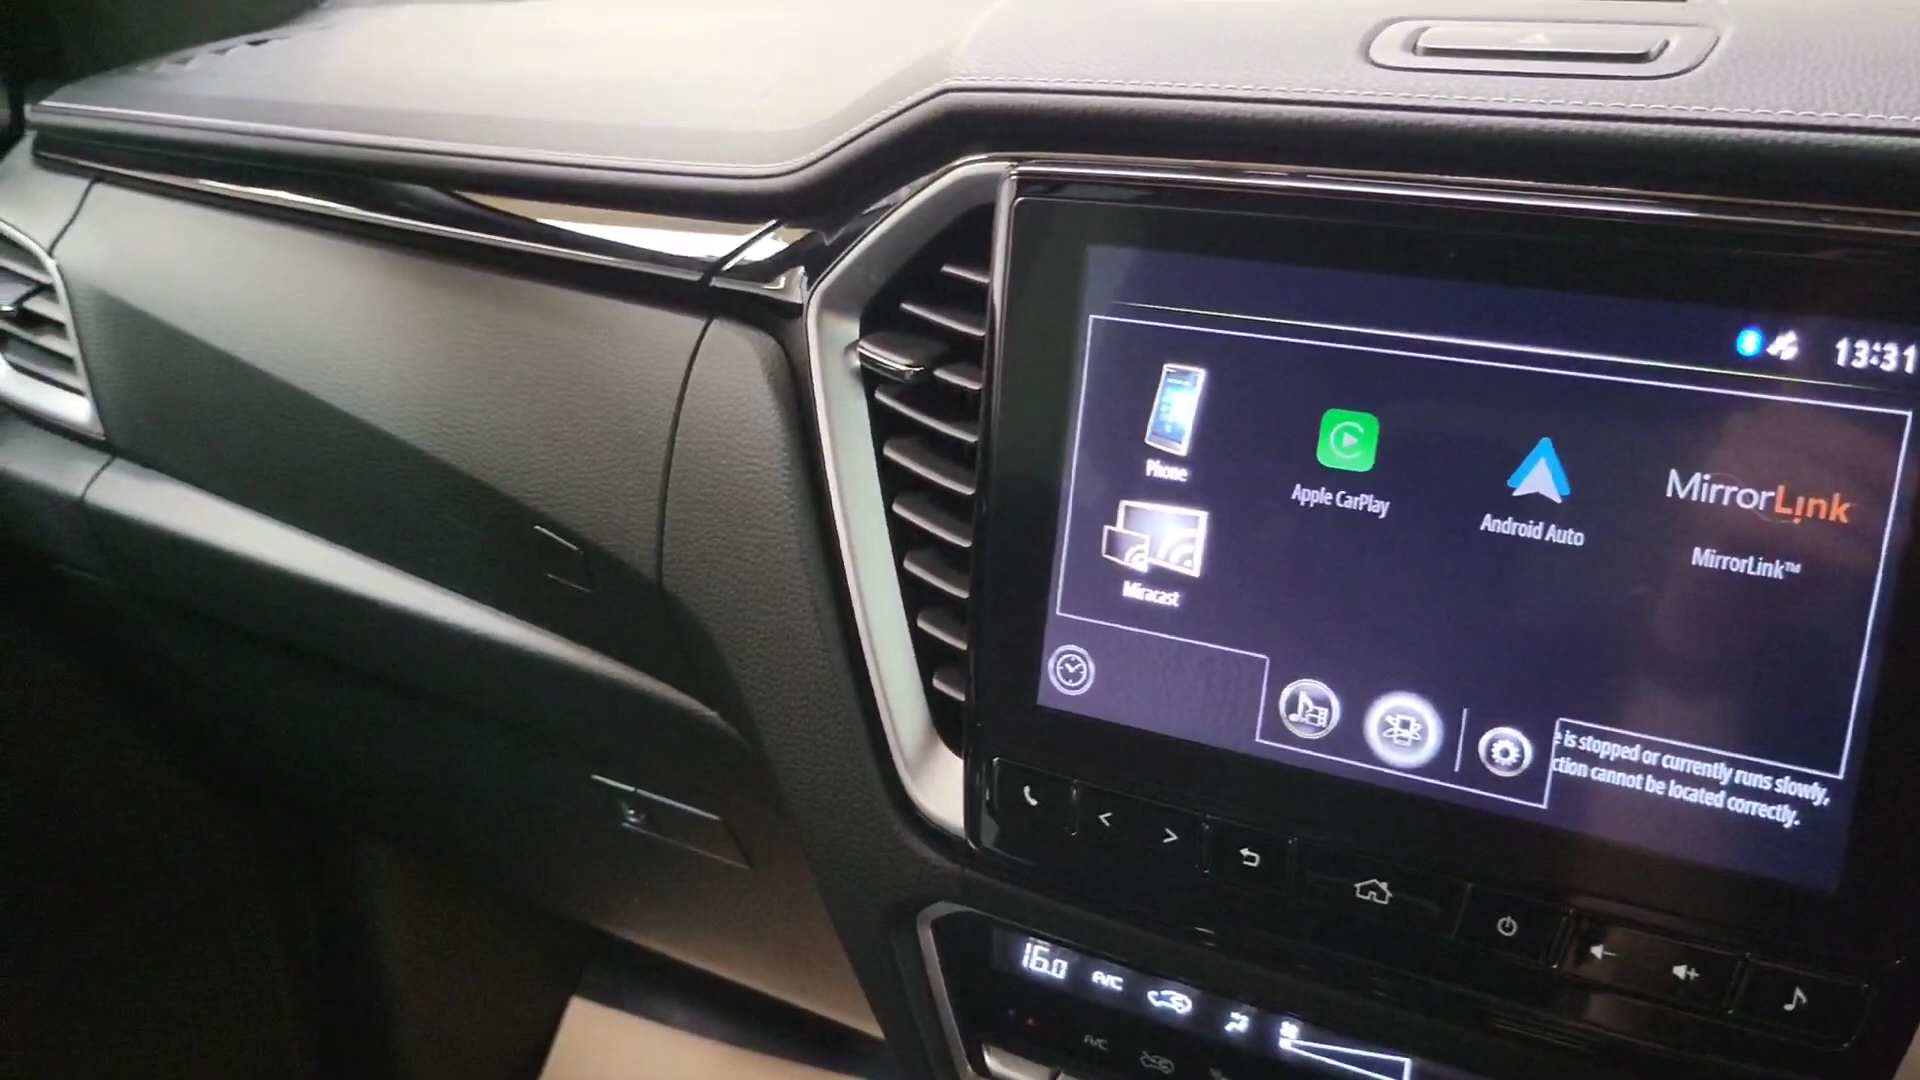 13:31
Phone
Apple CarPlay
Android Auto
MirrorLink
MirrorLink™
Miracast
is stopped or currently runs slowly,
ction cannot be located correctly.
16.0 A/C
A/C